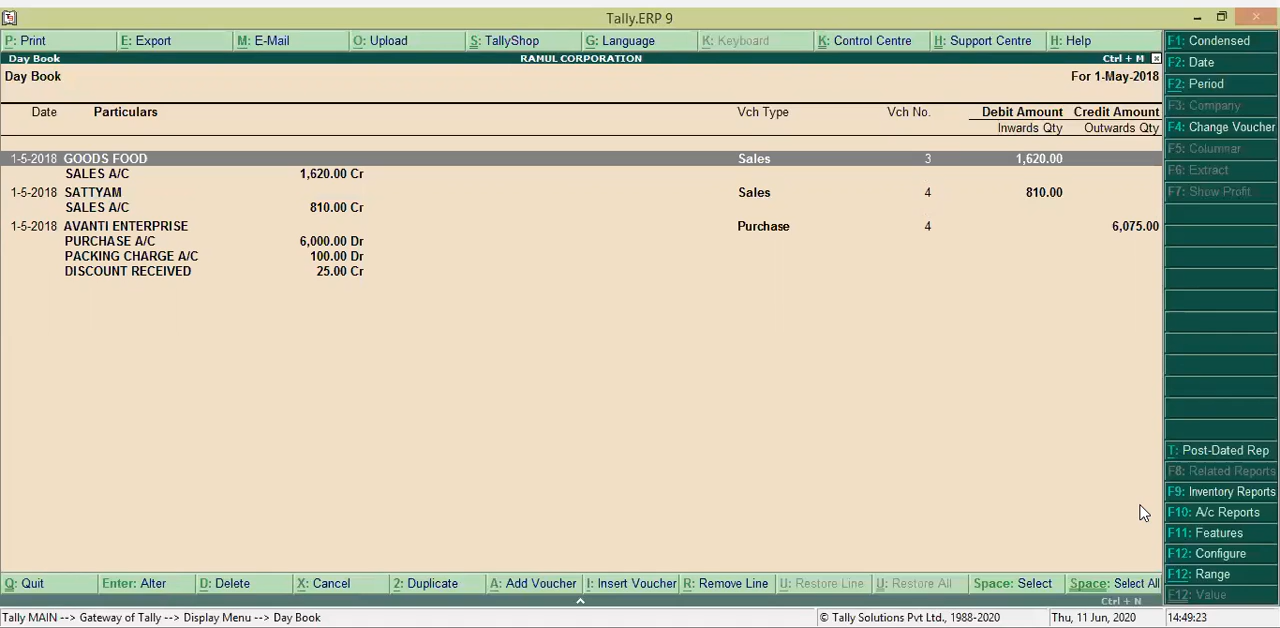 Tally.ERP 9
P: Print E: Export M: E-Mail O: Upload S: TallyShop G: Language K: Keyboard K: Control Centre H: Support Centre H: Help
Day Book RAMUL CORPORATION Ctrl + M
Day Book For 1-May-2018
Date Particulars Vch Type Vch No. Debit Amount Credit Amount
Inwards Qty Outwards Qty
1-5-2018 GOODS FOOD Sales 3 1,620.00
SALES A/C 1,620.00 Cr
1-5-2018 SATTYAM Sales 4 810.00
SALES A/C 810.00 Cr
1-5-2018 AVANTI ENTERPRISE Purchase 4 6,075.00
PURCHASE A/C 6,000.00 Dr
PACKING CHARGE A/C 100.00 Dr
DISCOUNT RECEIVED 25.00 Cr
F1: Condensed
F2: Date
F2: Period
F3: Company
F4: Change Voucher
F5: Columnar
F6: Extract
F7: Show Profit
T: Post-Dated Rep
F8: Related Reports
F9: Inventory Reports
F10: A/c Reports
F11: Features
F12: Configure
F12: Range
F12: Value
Q: Quit Enter: Alter D: Delete X: Cancel 2: Duplicate A: Add Voucher I: Insert Voucher R: Remove Line U: Restore Line U: Restore All Space: Select Space: Select All
Ctrl + N
Tally MAIN --> Gateway of Tally --> Display Menu --> Day Book © Tally Solutions Pvt Ltd., 1988-2020 Thu, 11 Jun, 2020 14:49:23